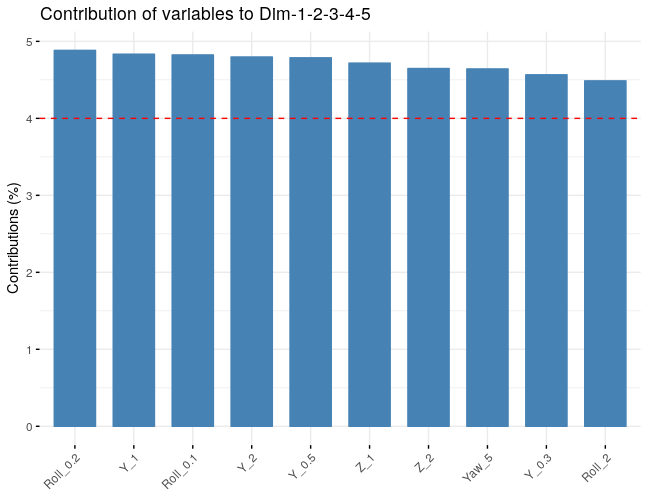 Contribution of variables to Dim-1-2-3-4-5
Contributions (%)
5
4
3
2
1
0
Roll_0.2
Y_1
Roll_0.1
Y_2
Y_0.5
Z_1
Z_2
Yaw_5
Y_0.3
Roll_2